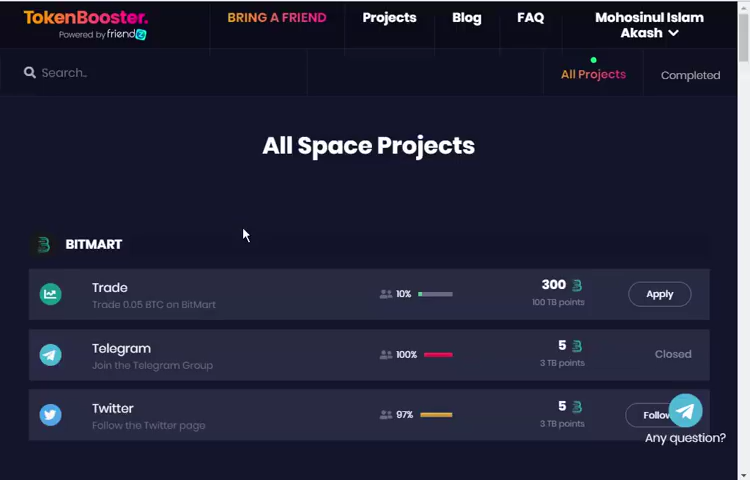 TokenBooster.
Powered by friendz
BRING A FRIEND
Projects
Blog
FAQ
Mohosinul Islam
Akash
Search..
All Projects
Completed
All Space Projects
BITMART
Trade
Trade 0.05 BTC on BitMart
10%
300
100 TB points
Apply
Telegram
Join the Telegram Group
100%
5
3 TB points
Closed
Twitter
Follow the Twitter page
97%
5
3 TB points
Follow
Any question?